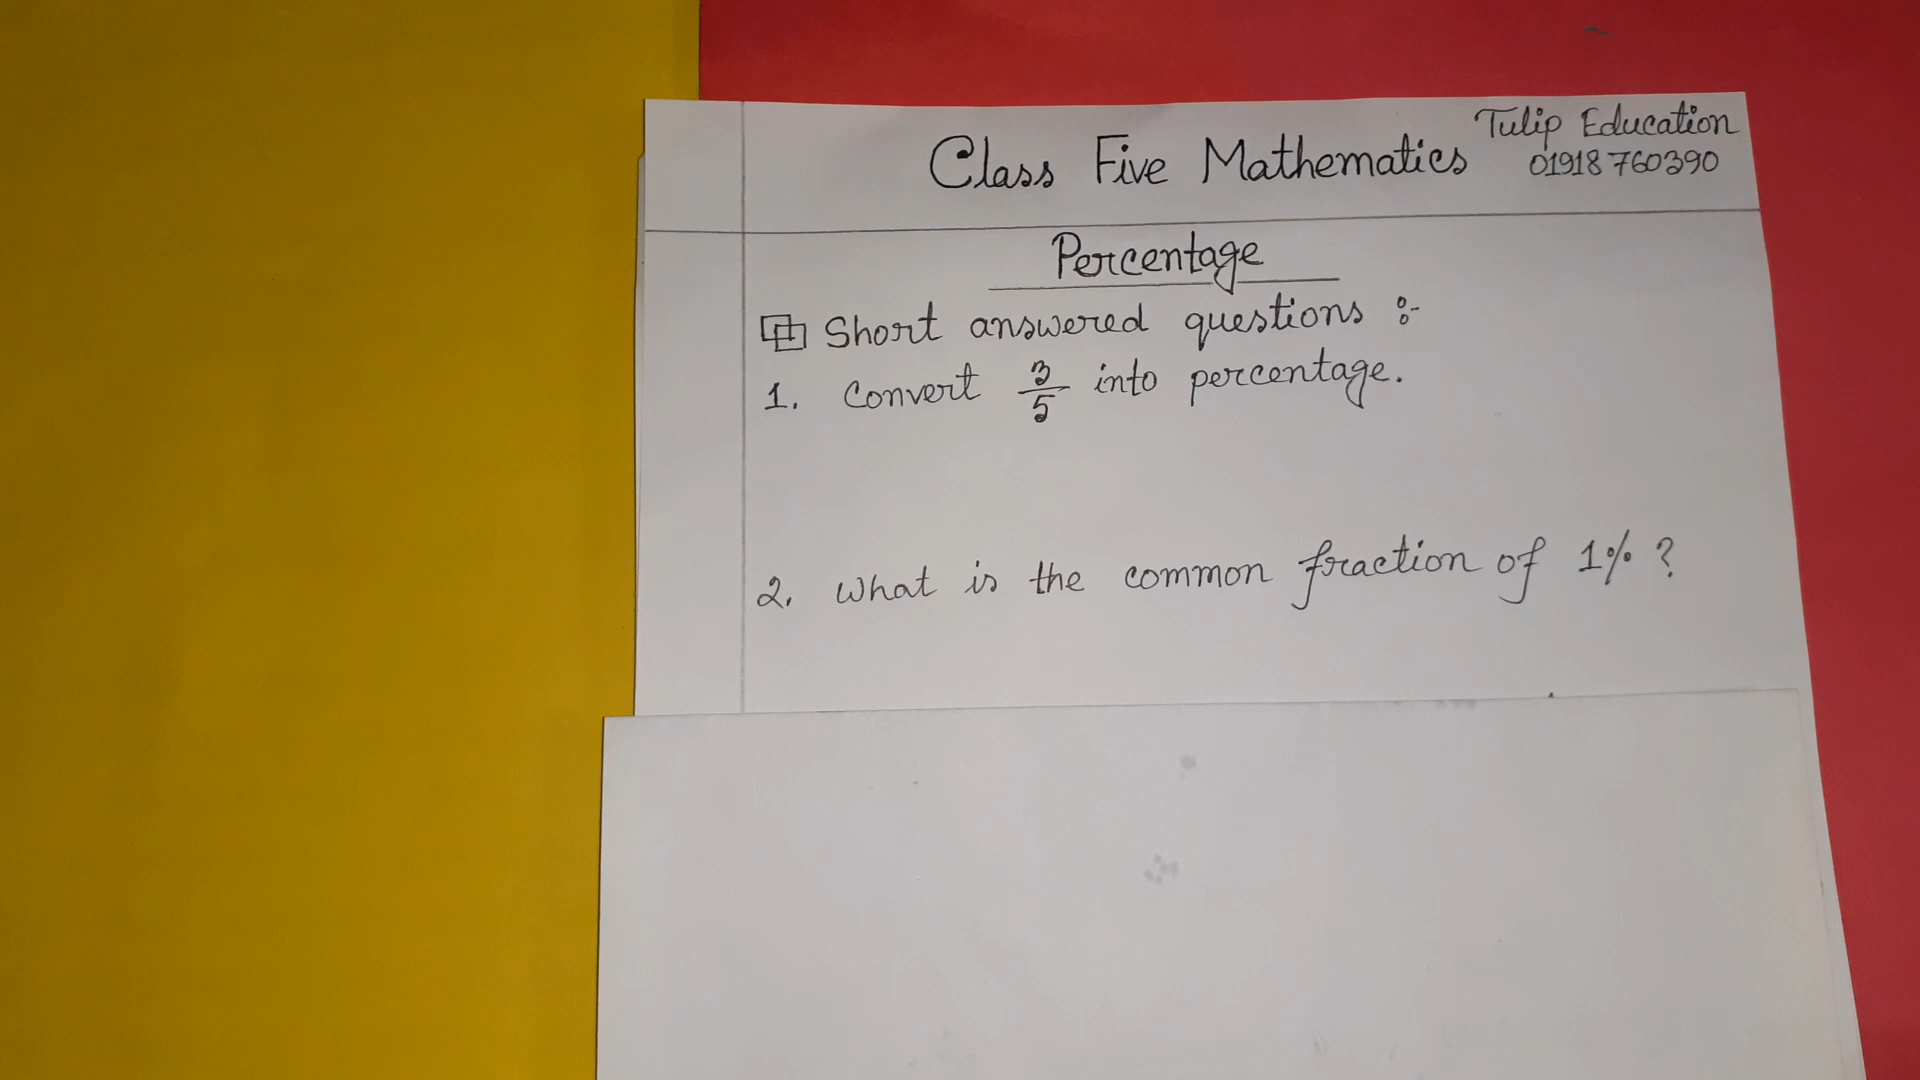 Class Five Mathematics
Tulip Education
01918760390
Percentage
Short answered questions :-
1. Convert 3/5 into percentage.
2. What is the common fraction of 1% ?